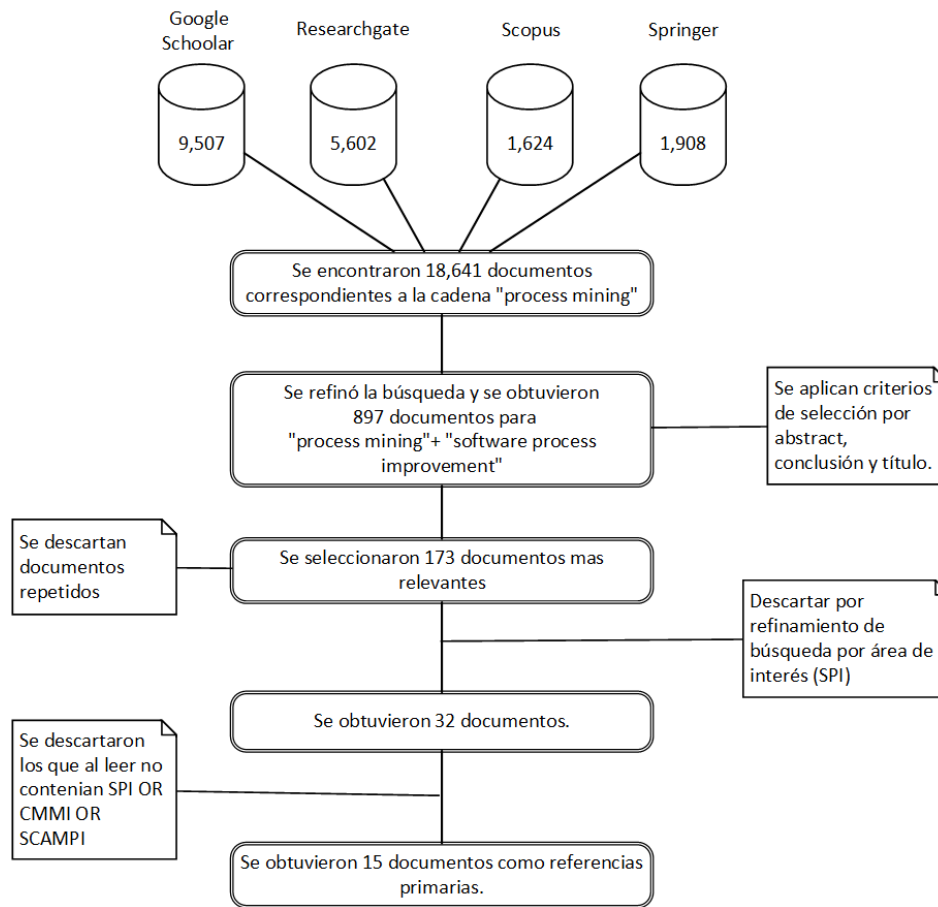 Google
Schoolar
Researchgate
Scopus
Springer
9,507
5,602
1,624
1,908
Se encontraron 18,641 documentos
correspondientes a la cadena "process mining"
Se refinó la búsqueda y se obtuvieron
897 documentos para
"process mining"+ "software process
improvement"
Se aplican criterios
de selección por
abstract,
conclusión y título.
Se descartan
documentos
repetidos
Se seleccionaron 173 documentos mas
relevantes
Descartar por
refinamiento de
búsqueda por área de
interés (SPI)
Se obtuvieron 32 documentos.
Se descartaron
los que al leer no
contenian SPI OR
CMMI OR
SCAMPI
Se obtuvieron 15 documentos como referencias
primarias.